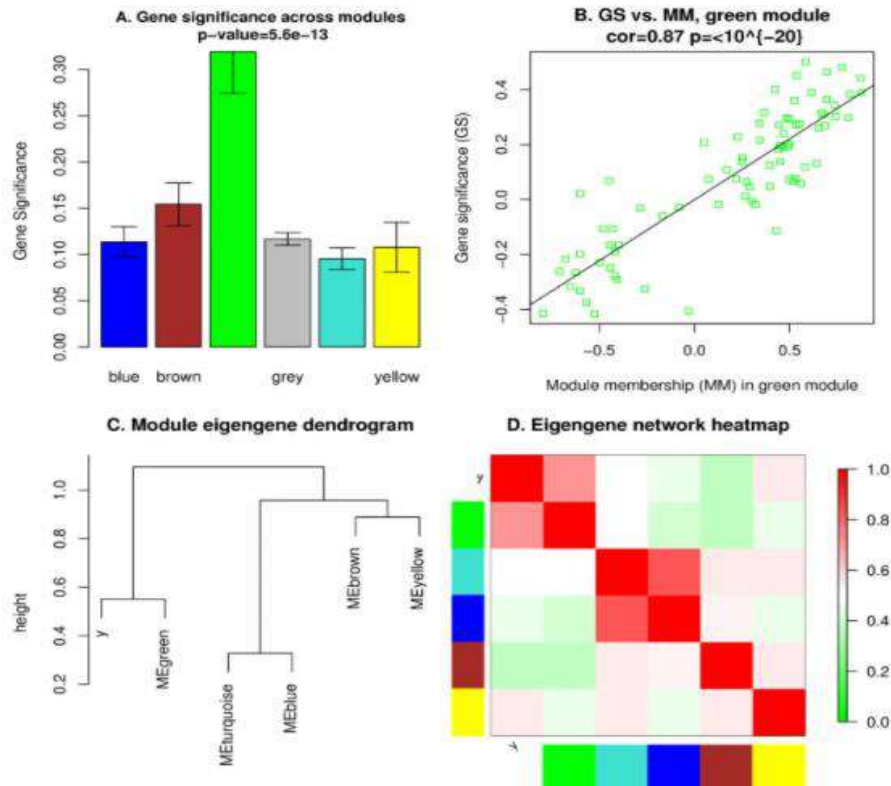 A. Gene significance across modules
p-value=5.6e-13
Gene Significance
0.30
0.25
0.20
0.15
0.10
0.05
0.00
blue brown grey yellow
B. GS vs. MM, green module
cor=0.87 p=<10^{-20}
Gene significance (GS)
0.4
0.2
0.0
−0.2
−0.4
−0.5 0.0 0.5
Module membership (MM) in green module
C. Module eigengene dendrogram
height
1.0
0.8
0.6
0.4
0.2
y
MEgreen
MEturquoise
MEblue
MEbrown
MEyellow
D. Eigengene network heatmap
y
y
1.0
0.8
0.6
0.4
0.2
0.0